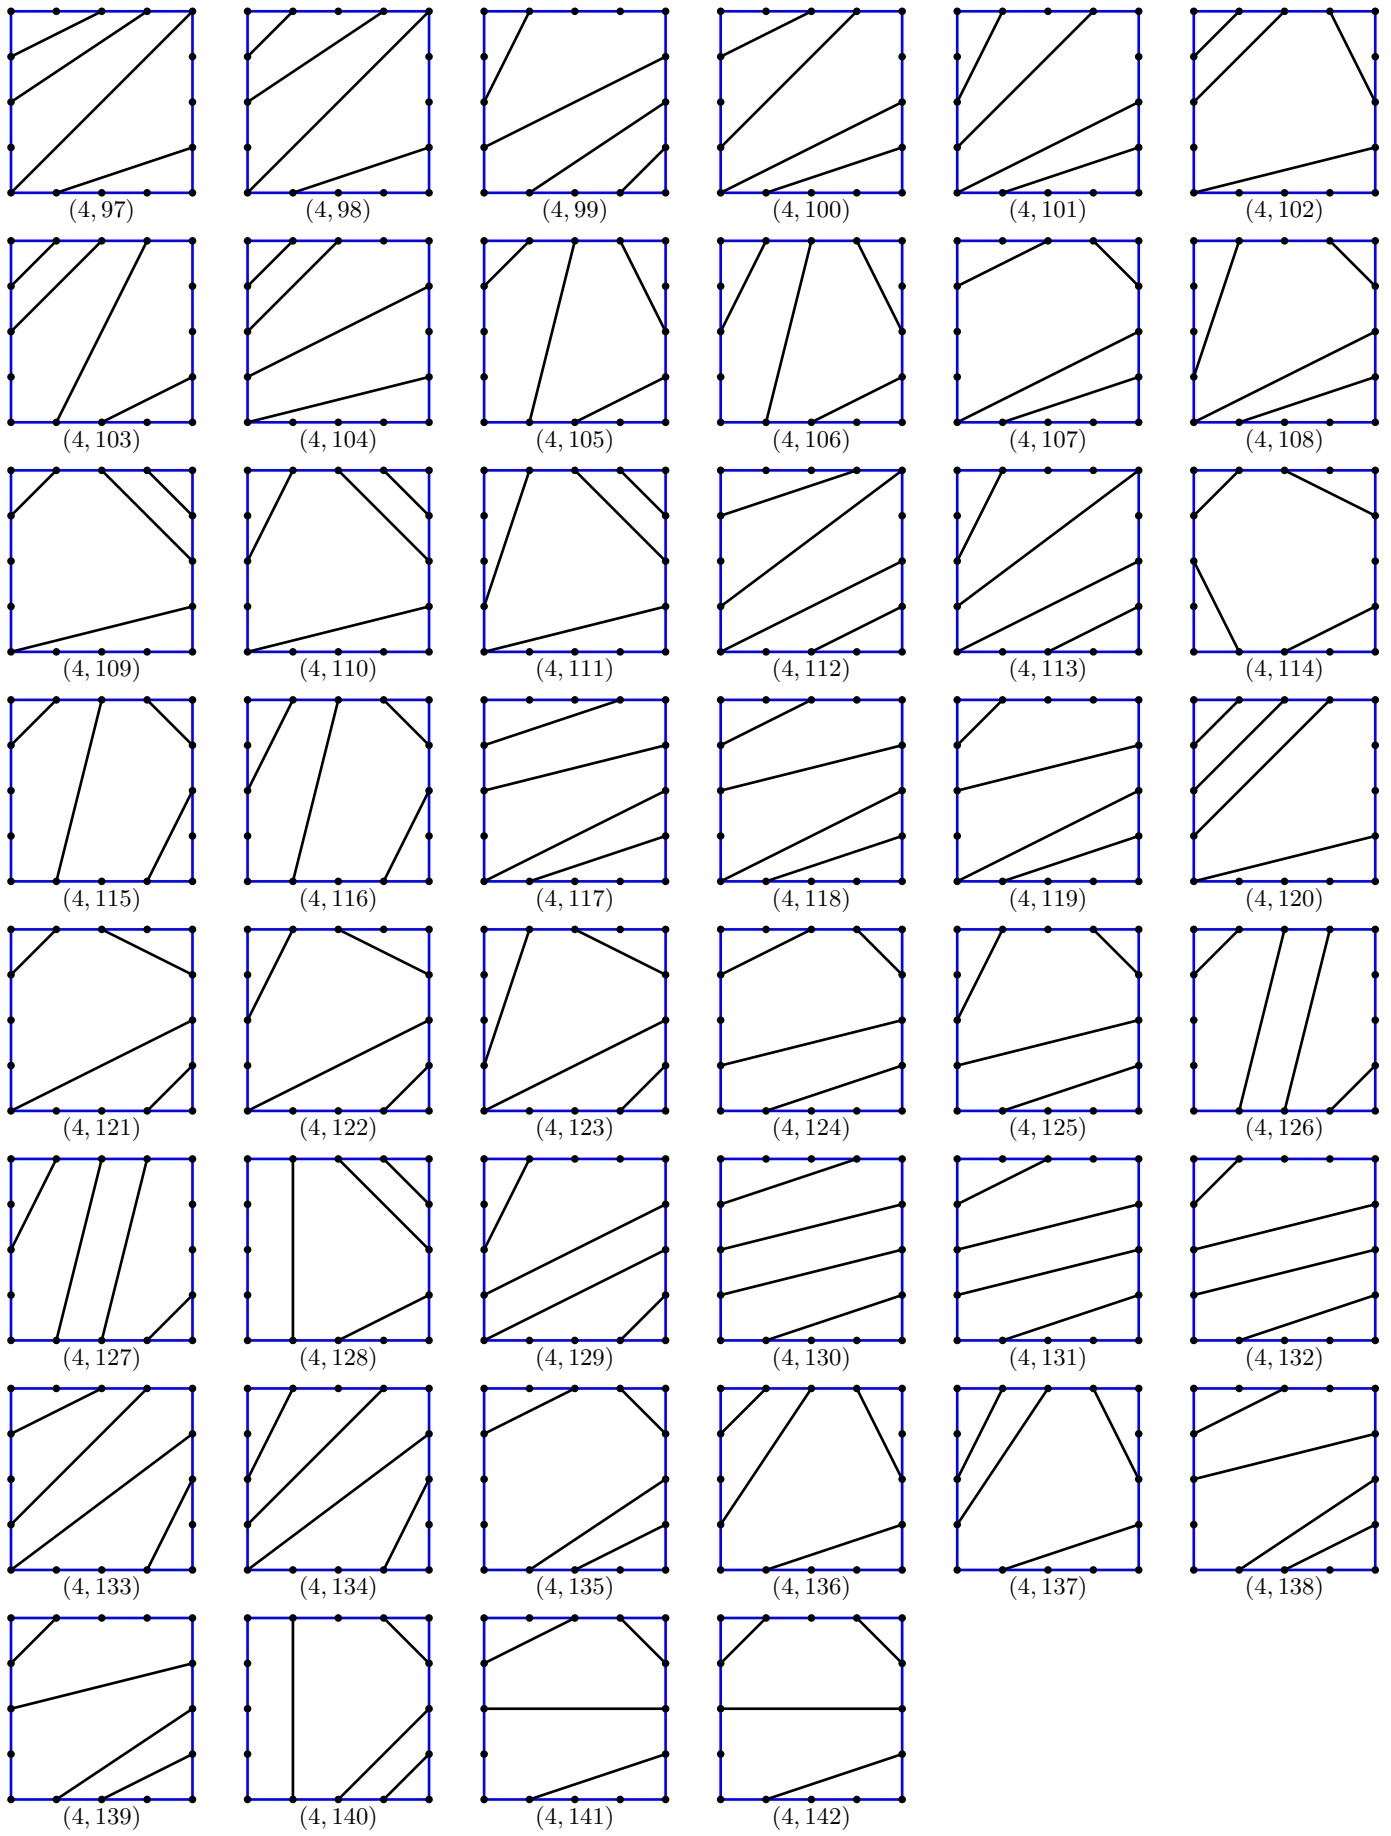 (4, 97) (4, 98) (4, 99) (4, 100) (4, 101) (4, 102)
(4, 103) (4, 104) (4, 105) (4, 106) (4, 107) (4, 108)
(4, 109) (4, 110) (4, 111) (4, 112) (4, 113) (4, 114)
(4, 115) (4, 116) (4, 117) (4, 118) (4, 119) (4, 120)
(4, 121) (4, 122) (4, 123) (4, 124) (4, 125) (4, 126)
(4, 127) (4, 128) (4, 129) (4, 130) (4, 131) (4, 132)
(4, 133) (4, 134) (4, 135) (4, 136) (4, 137) (4, 138)
(4, 139) (4, 140) (4, 141) (4, 142)